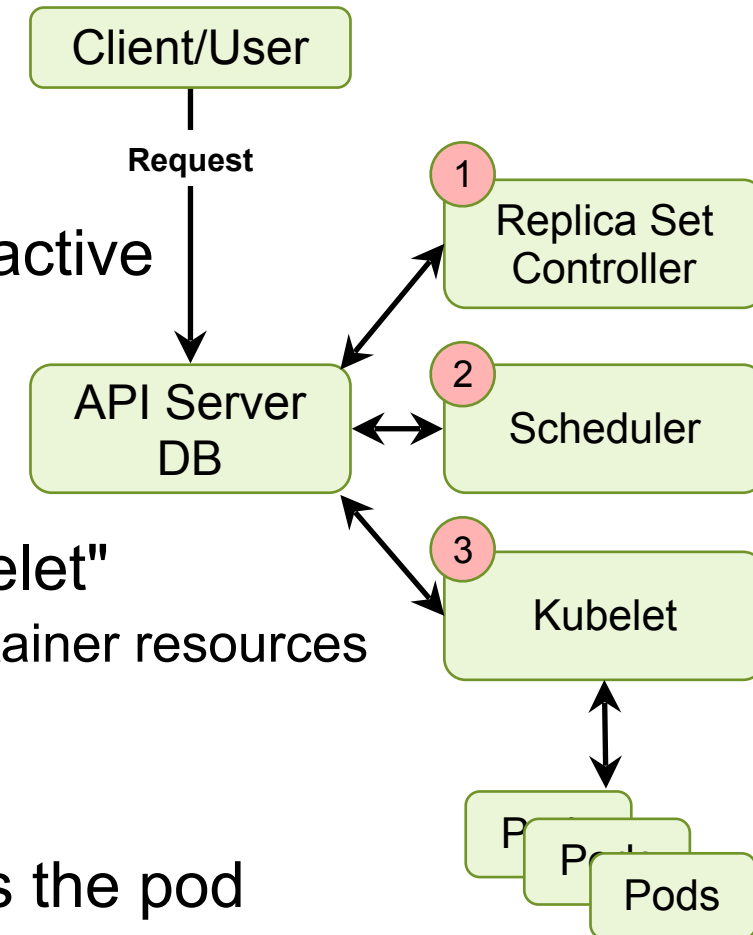 Client/User
Request
1
Replica Set
Controller
active
2
API Server
DB
Scheduler
elet"
3
Kubelet
tainer resources
s the pod
Pods